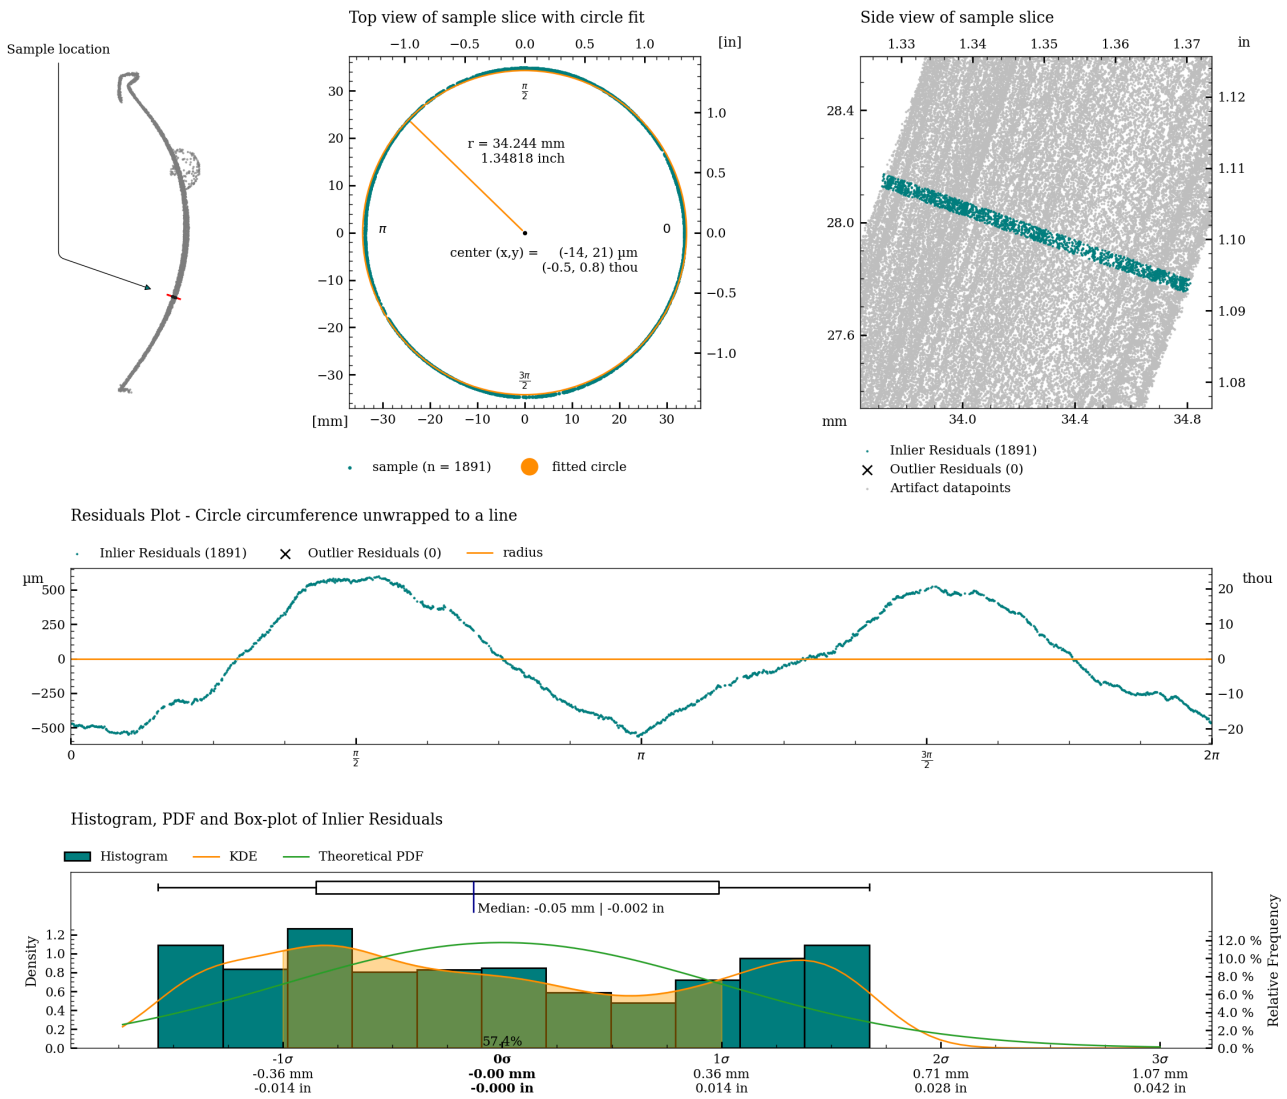 Sample location
Top view of sample slice with circle fit
−1.0 −0.5 0.0 0.5 1.0 [in]
30
20
10
0
−10
−20
−30
1.0
0.5
0.0
−0.5
−1.0
π/2
r = 34.244 mm
1.34818 inch
π
0
center (x,y) = (-14, 21) µm
(-0.5, 0.8) thou
3π/2
[mm] −30 −20 −10 0 10 20 30
sample (n = 1891) fitted circle
Side view of sample slice
1.33 1.34 1.35 1.36 1.37 in
28.4
28.0
27.6
1.12
1.11
1.10
1.09
1.08
mm 34.0 34.4 34.8
Inlier Residuals (1891)
Outlier Residuals (0)
Artifact datapoints
Residuals Plot - Circle circumference unwrapped to a line
Inlier Residuals (1891) Outlier Residuals (0) radius
µm
500
250
0
−250
−500
thou
20
10
0
−10
−20
0 π/2 π 3π/2 2π
Histogram, PDF and Box-plot of Inlier Residuals
Histogram KDE Theoretical PDF
Median: -0.05 mm | -0.002 in
Density
1.2
1.0
0.8
0.6
0.4
0.2
0.0
Relative Frequency
12.0 %
10.0 %
8.0 %
6.0 %
4.0 %
2.0 %
0.0 %
57.4%
-1σ 0σ 1σ 2σ 3σ
-0.36 mm -0.00 mm 0.36 mm 0.71 mm 1.07 mm
-0.014 in -0.000 in 0.014 in 0.028 in 0.042 in